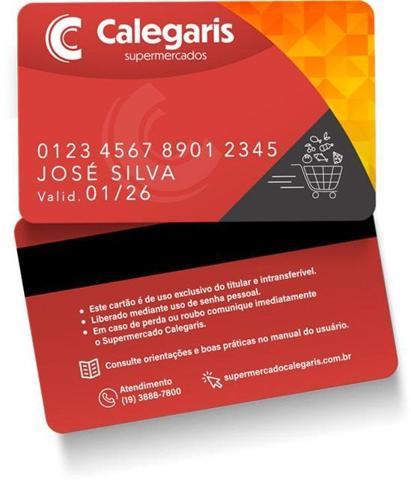 Calegaris
supermercados
0123 4567 8901 2345
JOSÉ SILVA
Valid. 01/26
• Este cartão é de uso exclusivo do titular e intransferível.
• Liberado mediante uso de senha pessoal.
• Em caso de perda ou roubo comunique imediatamente
o Supermercado Calegaris.
Consulte orientações e boas práticas no manual do usuário.
Atendimento
(19) 3888-7800
supermercadocalegaris.com.br